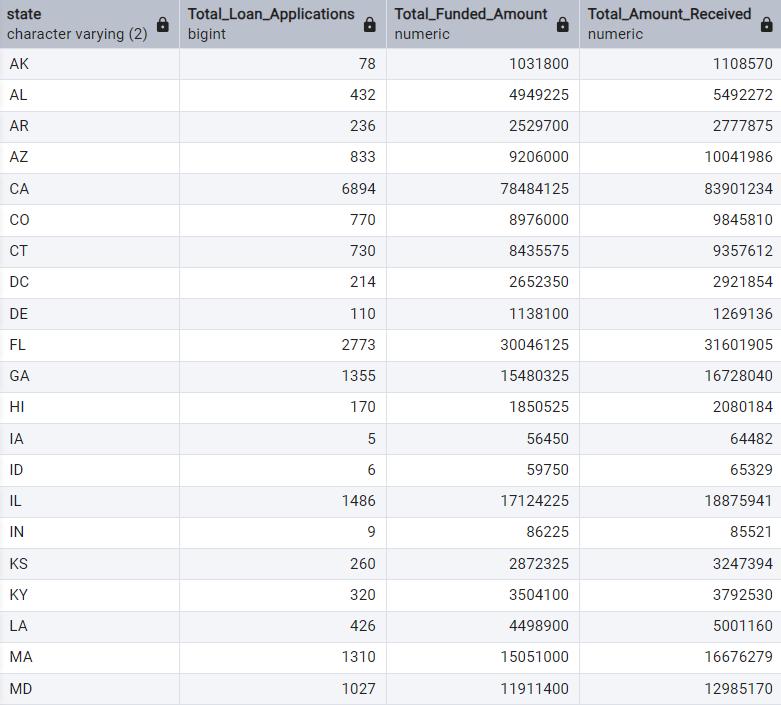 state Total_Loan_Applications Total_Funded_Amount Total_Amount_Received
character varying (2) bigint numeric numeric
AK 78 1031800 1108570
AL 432 4949225 5492272
AR 236 2529700 2777875
AZ 833 9206000 10041986
CA 6894 78484125 83901234
CO 770 8976000 9845810
CT 730 8435575 9357612
DC 214 2652350 2921854
DE 110 1138100 1269136
FL 2773 30046125 31601905
GA 1355 15480325 16728040
HI 170 1850525 2080184
IA 5 56450 64482
ID 6 59750 65329
IL 1486 17124225 18875941
IN 9 86225 85521
KS 260 2872325 3247394
KY 320 3504100 3792530
LA 426 4498900 5001160
MA 1310 15051000 16676279
MD 1027 11911400 12985170